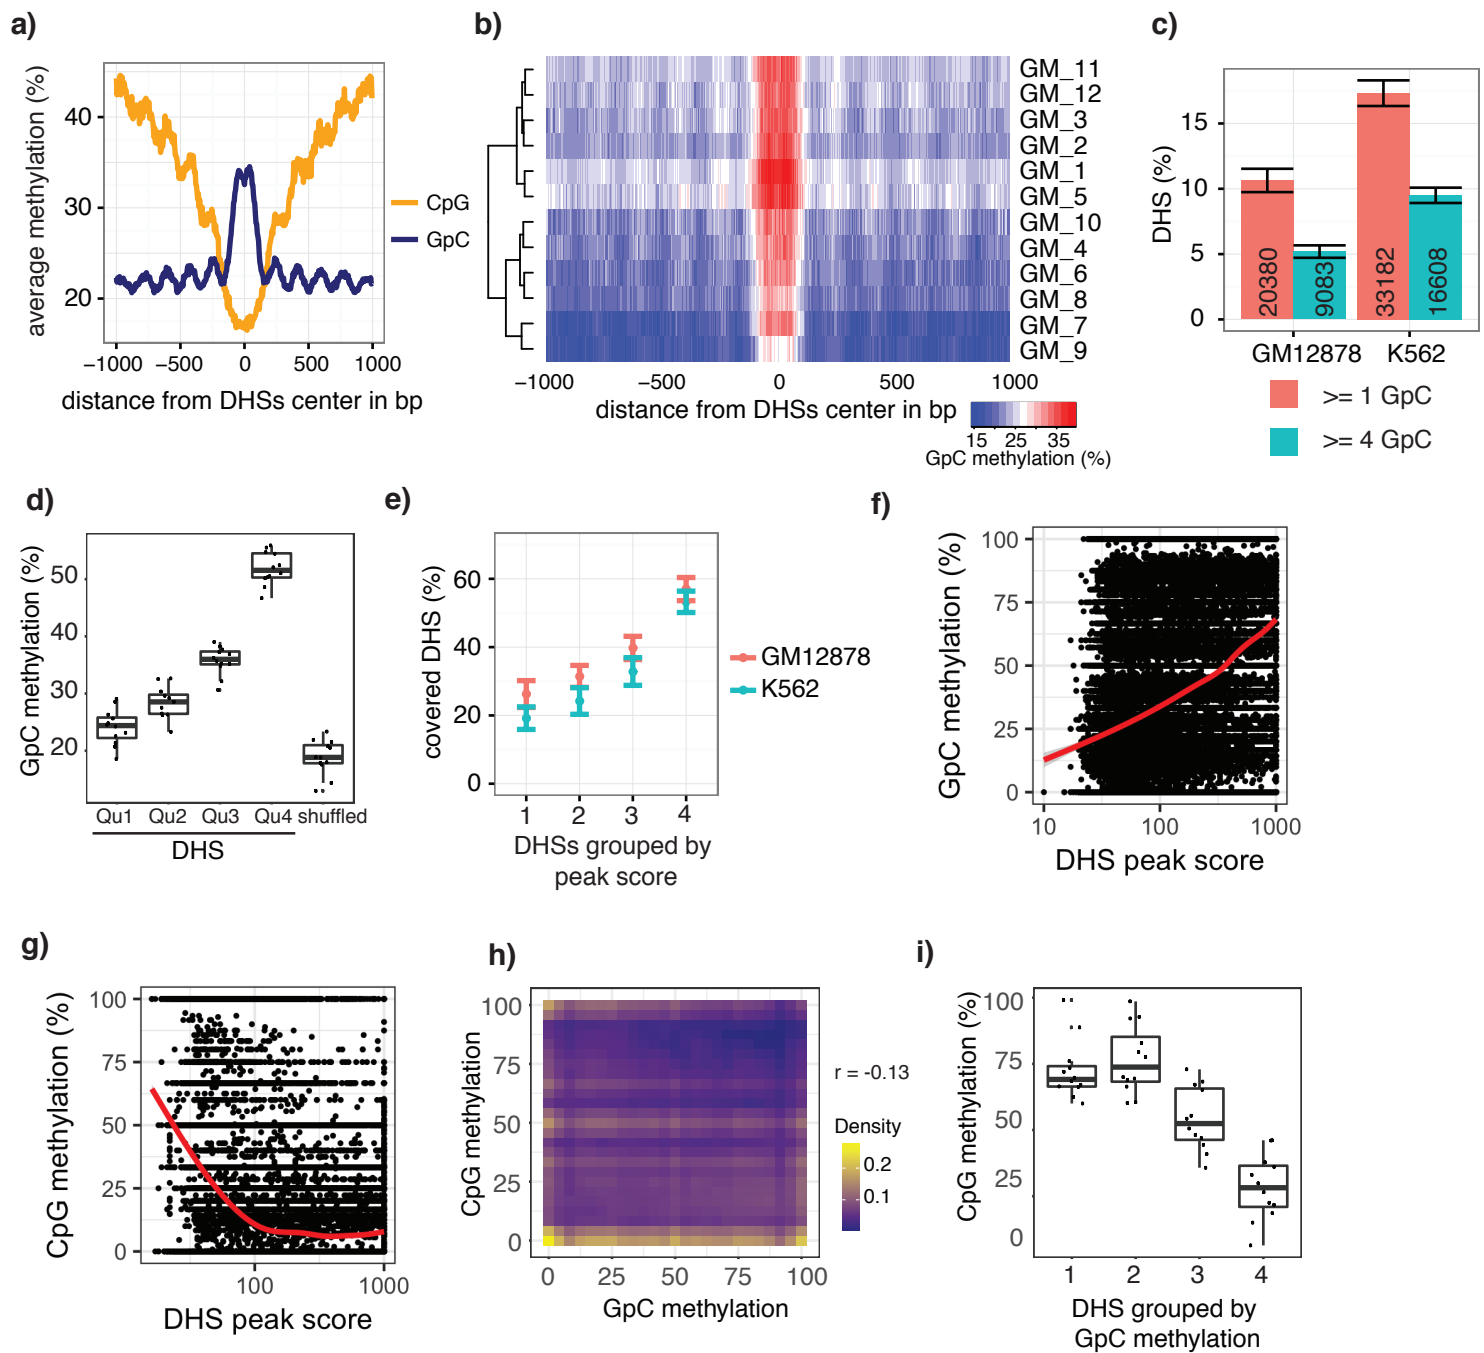 a)
average methylation (%)
40
30
20
−1000
−500
0
500
1000
distance from DHSs center in bp
CpG
GpC
b)
GM_11
GM_12
GM_3
GM_2
GM_1
GM_5
GM_10
GM_4
GM_6
GM_8
GM_7
GM_9
−1000
−500
0
500
1000
distance from DHSs center in bp
15 25 35
GpC methylation (%)
c)
DHS (%)
15
10
5
0
20380
9083
33182
16608
GM12878 K562
>= 1 GpC
>= 4 GpC
d)
GpC methylation (%)
50
40
30
20
Qu1 Qu2 Qu3 Qu4 shuffled
DHS
e)
covered DHS (%)
60
40
20
0
1 2 3 4
DHSs grouped by
peak score
GM12878
K562
f)
GpC methylation (%)
100
75
50
25
0
10 100 1000
DHS peak score
g)
CpG methylation (%)
100
75
50
25
0
100 1000
DHS peak score
h)
CpG methylation
100
75
50
25
0
0 25 50 75 100
GpC methylation
r = -0.13
Density
0.2
0.1
i)
CpG methylation (%)
100
75
50
25
0
1 2 3 4
DHS grouped by
GpC methylation